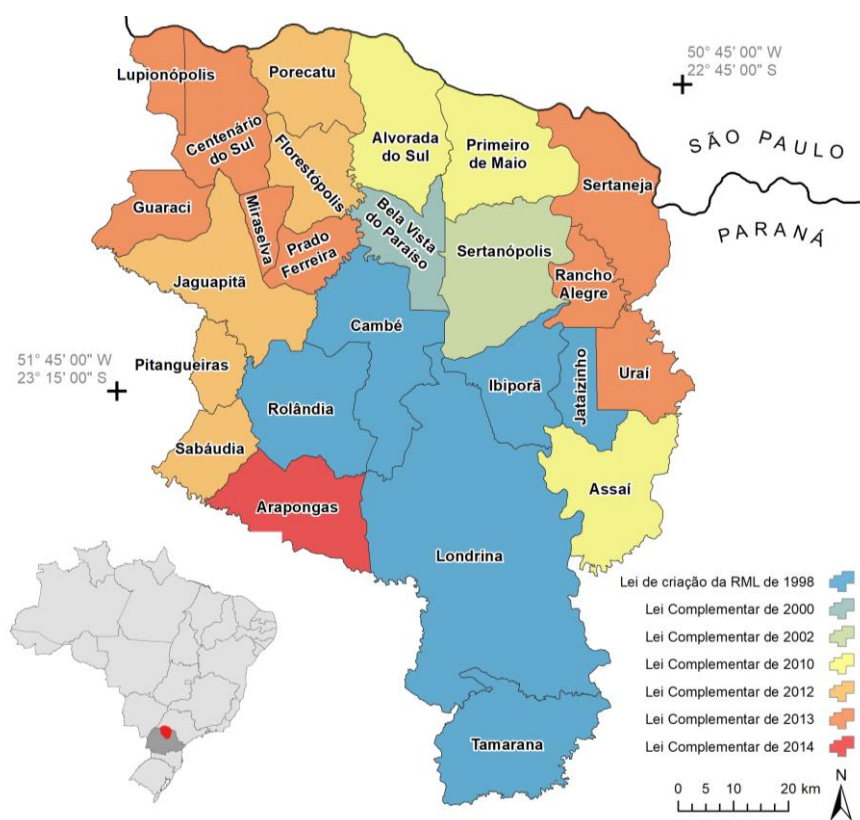 50° 45' 00" W
22° 45' 00" S
SÃO PAULO
PARANÁ
Lupionópolis
Porecatu
Centenário
do Sul
Alvorada
do Sul
Primeiro
de Maio
Florestópolis
Sertaneja
Guaraci
Miraselva
Prado
Ferreira
Bela Vista
do Paraíso
Sertanópolis
Rancho
Alegre
Jaguapitã
Cambé
51° 45' 00" W
23° 15' 00" S
Pitangueiras
Rolândia
Ibiporã
Jataizinho
Uraí
Sabáudia
Arapongas
Assaí
Londrina
Tamarana
Lei de criação da RML de 1998
Lei Complementar de 2000
Lei Complementar de 2002
Lei Complementar de 2010
Lei Complementar de 2012
Lei Complementar de 2013
Lei Complementar de 2014
N
0 5 10 20 km